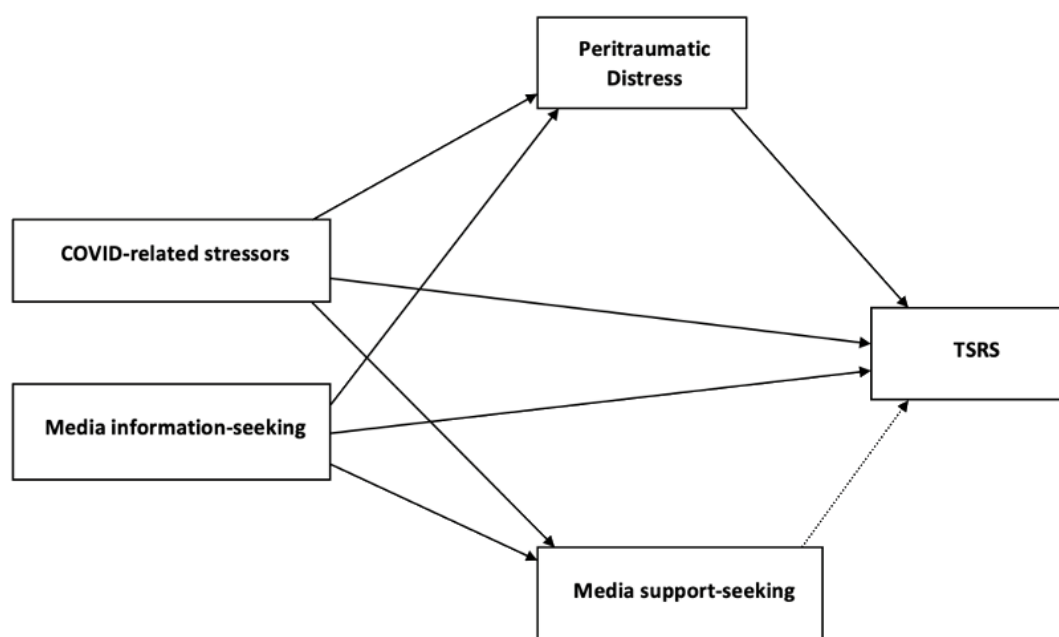 Peritraumatic
Distress
COVID-related stressors
TSRS
Media information-seeking
Media support-seeking